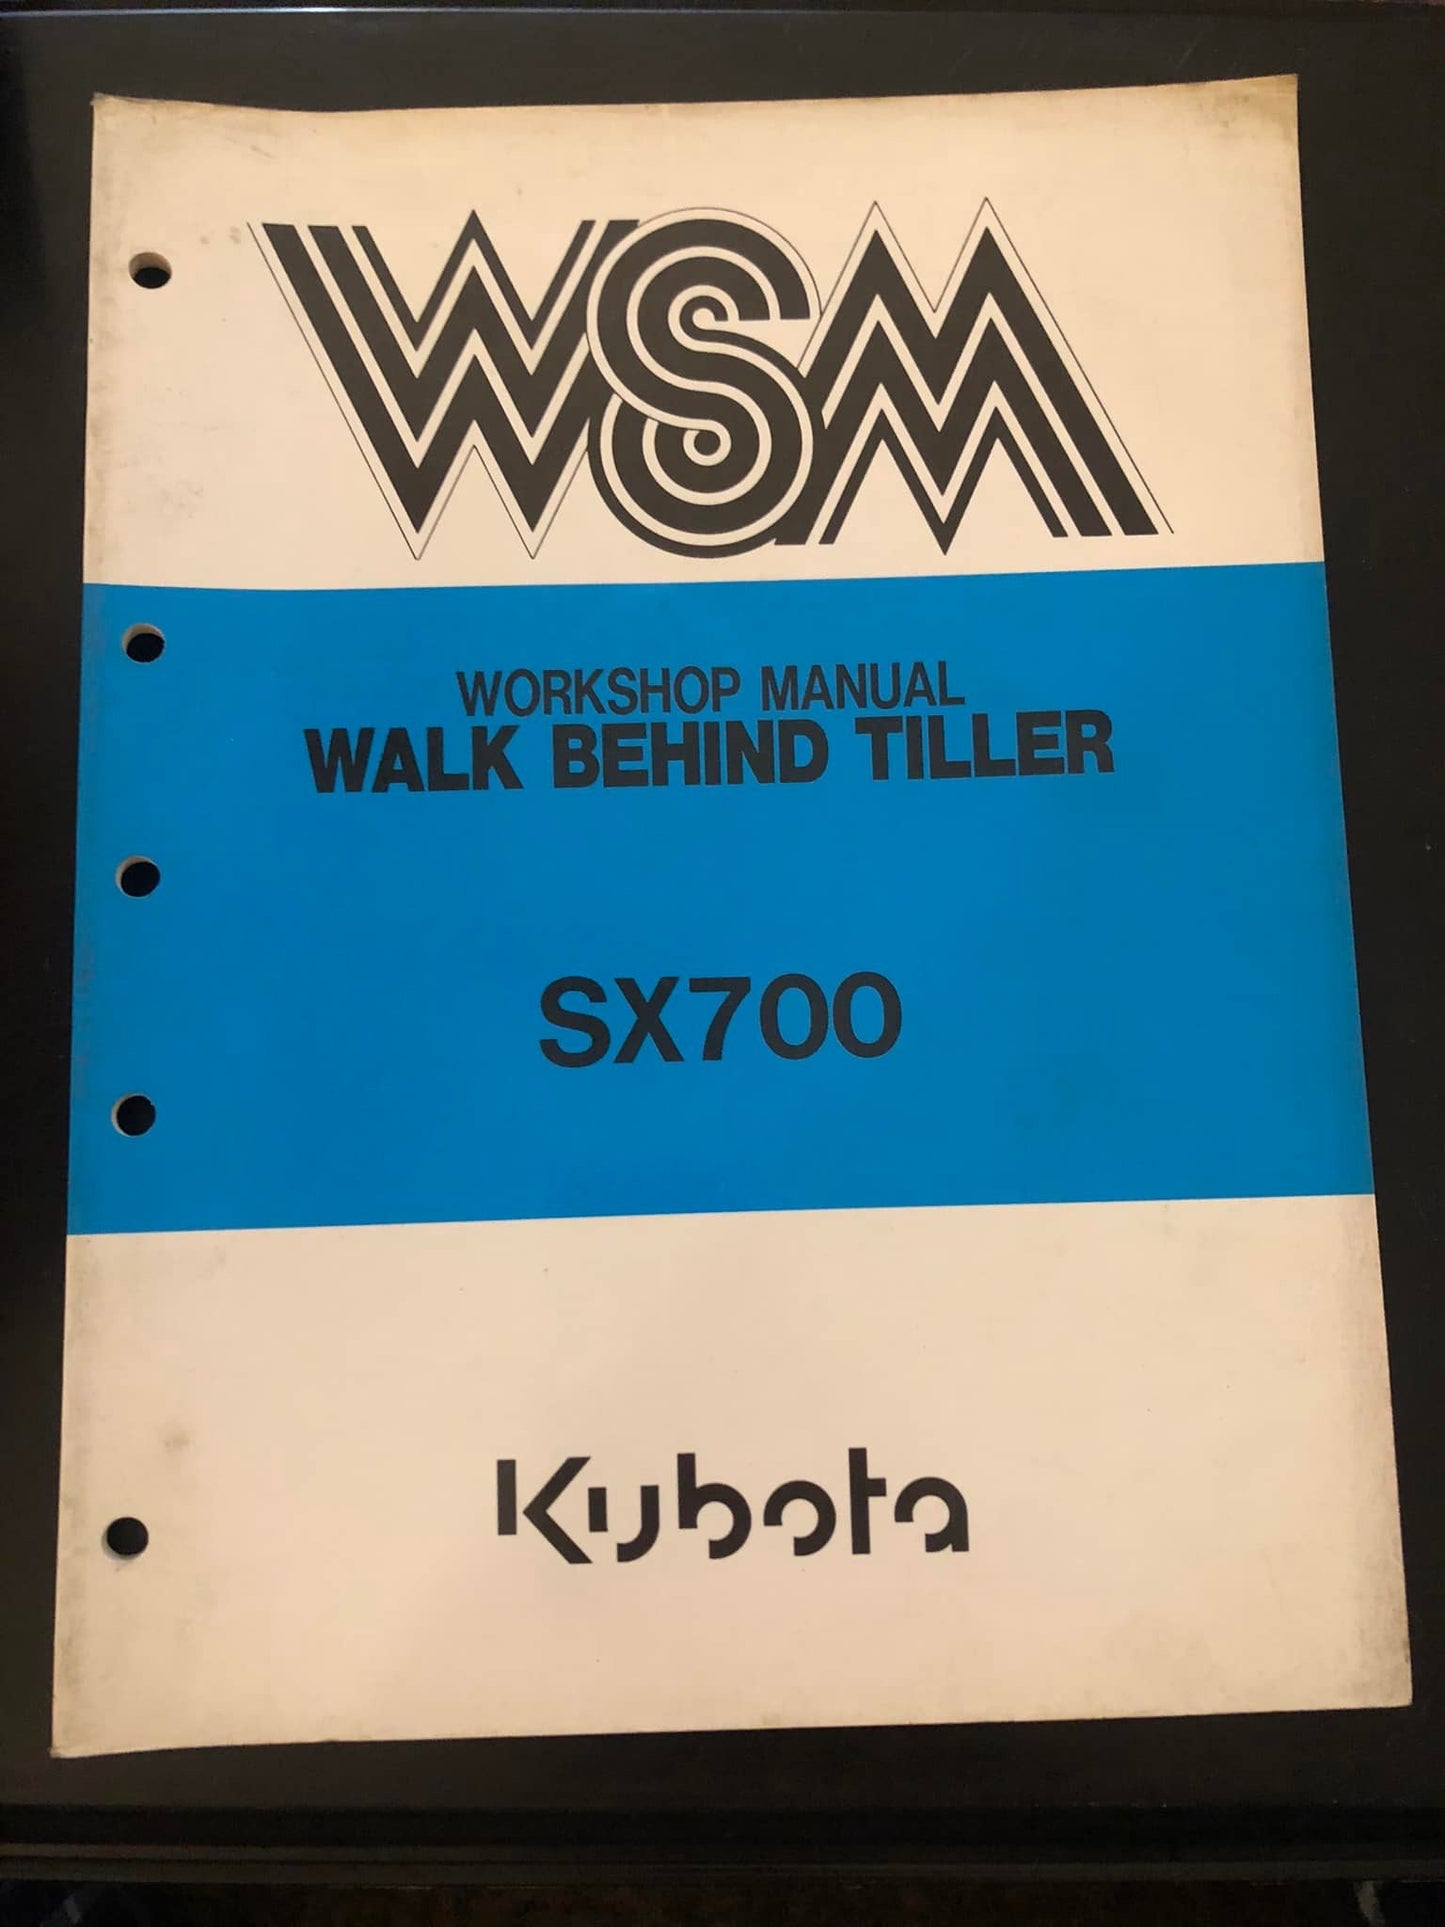 WSM
WORKSHOP MANUAL
WALK BEHIND TILLER
SX700
Kubota